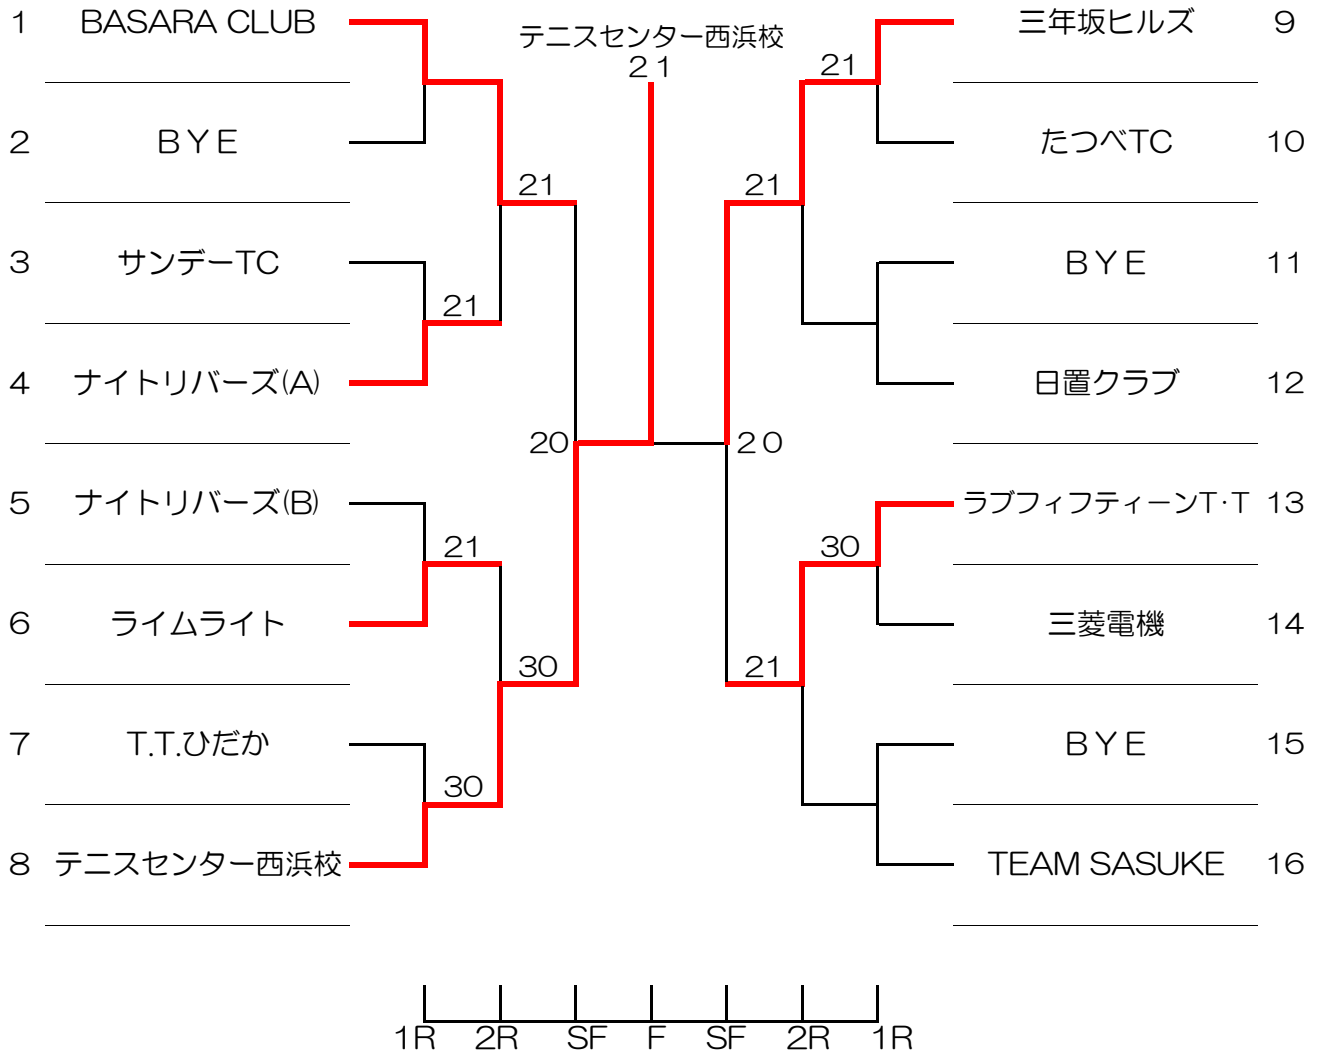 テニスセンター西浜校
21
1 BASARA CLUB
2 BYE
3 サンデーTC
4 ナイトリバーズ(A)
5 ナイトリバーズ(B)
6 ライムライト
7 T.T.ひだか
8 テニスセンター西浜校
21
21
20
21
30
30
21
21
20
30
21
三年坂ヒルズ 9
たつべTC 10
BYE 11
日置クラブ 12
ラブフィフティーンT・T 13
三菱電機 14
BYE 15
TEAM SASUKE 16
1R 2R SF F SF 2R 1R